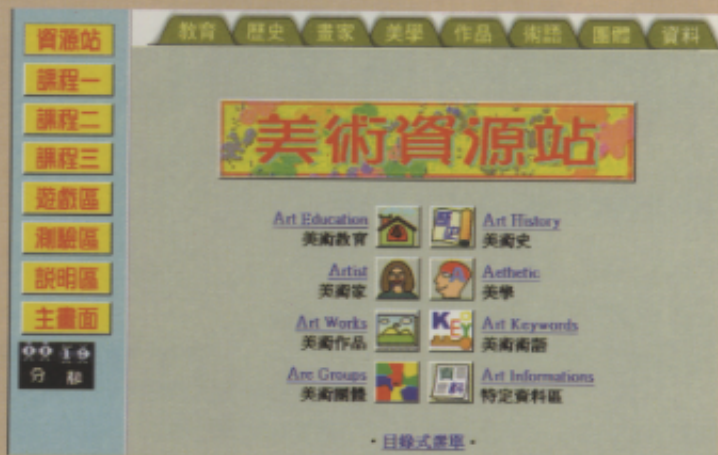 教育 歷史 畫家 美學 作品 術語 團體 資料
資源站
課程一
課程二
課程三
遊戲區
測驗區
說明區
主畫面
分
美術資源站
Art Education
美術教育
Art History
美術史
Artist
美術家
Aethetic
美學
Art Works
美術作品
KEY
Art Keywords
美術術語
Arc Groups
美術團體
Art Informations
特定資料區
‧目錄式選單‧